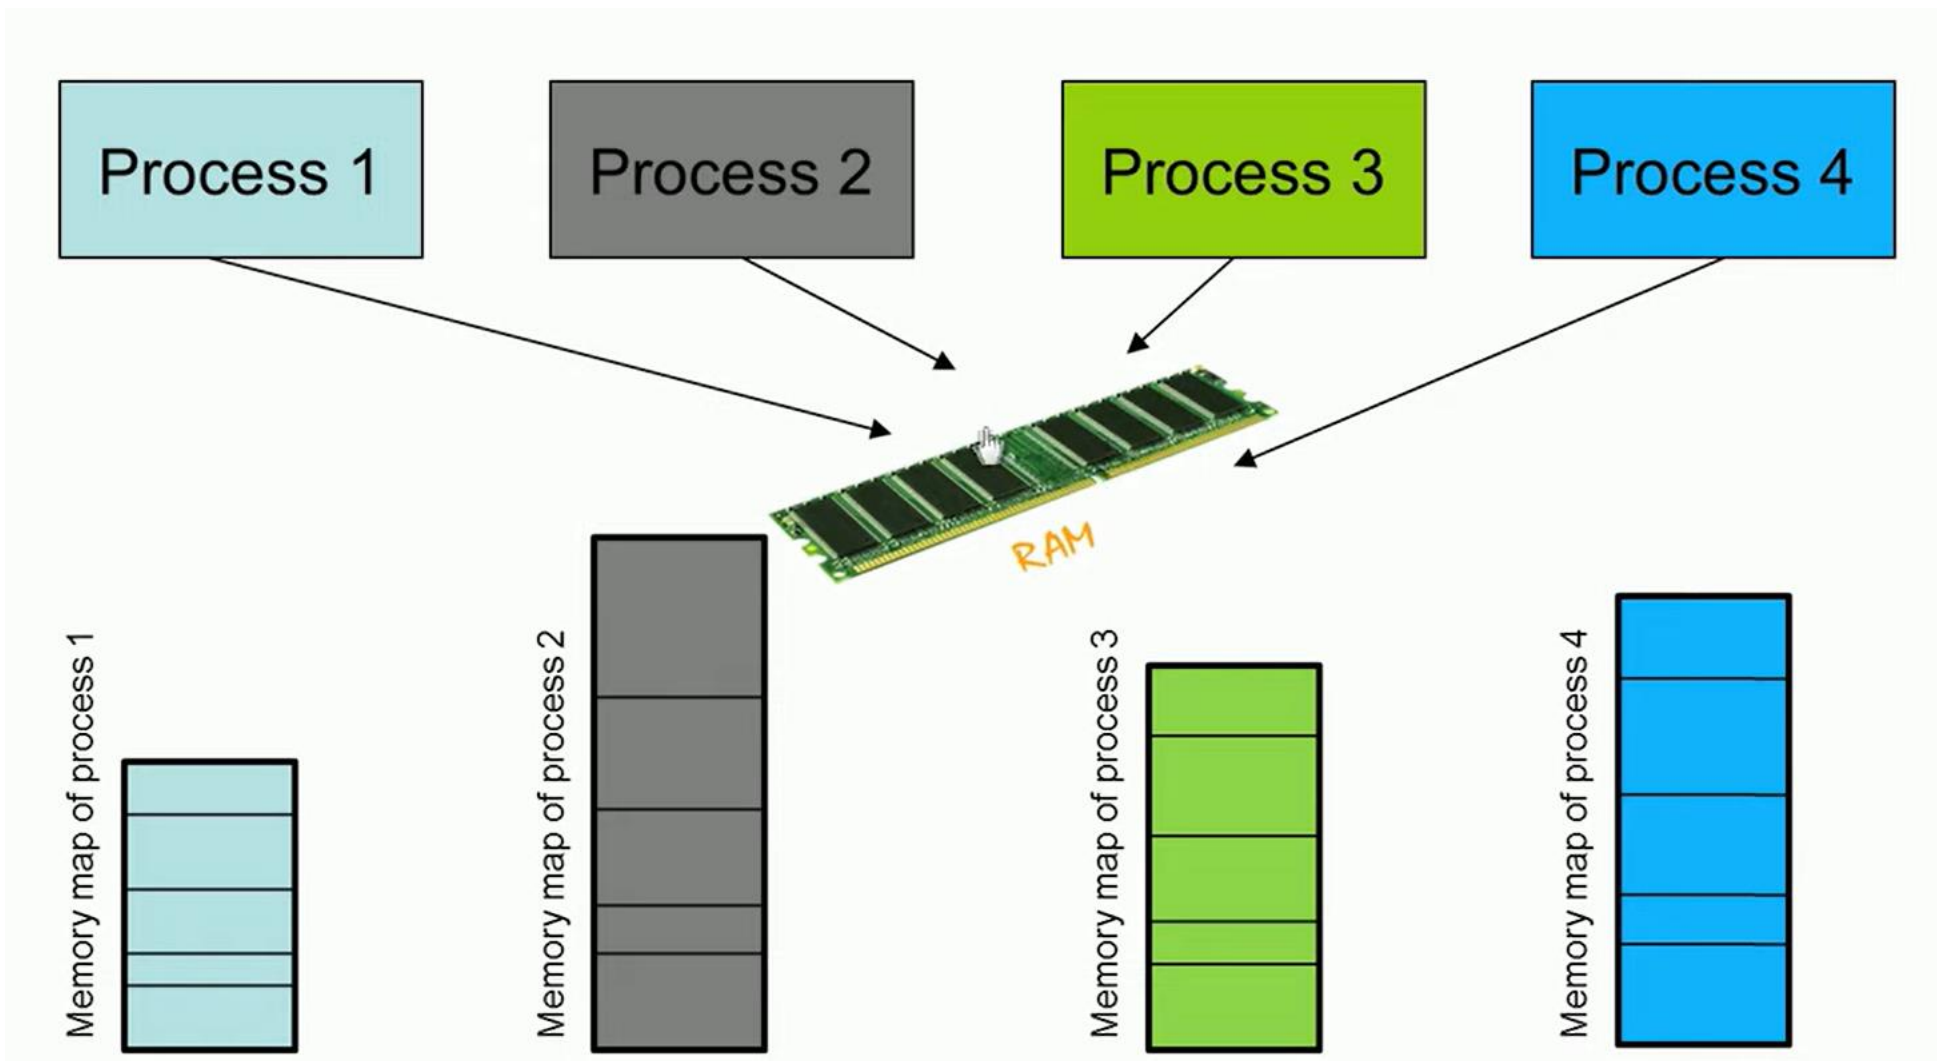 Process 1
Process 2
Process 3
Process 4
RAM
Memory map of process 1
Memory map of process 2
Memory map of process 3
Memory map of process 4